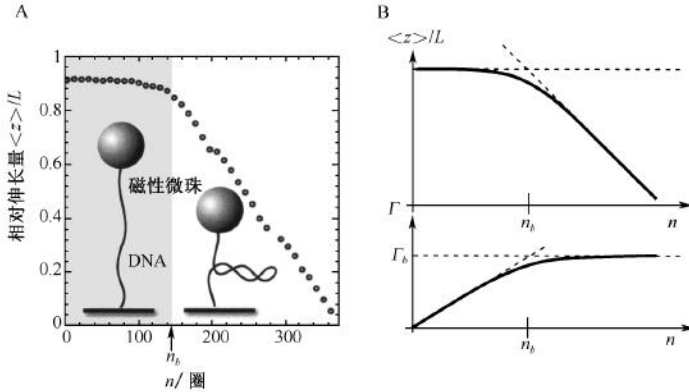 A
相对伸长量<z>/L
1
0.8
0.6
0.4
0.2
0
磁性微珠
DNA
0 100 200 300
n_b
n/ 圈
B
<z>/L
Γ n_b n
Γ_b
n_b n